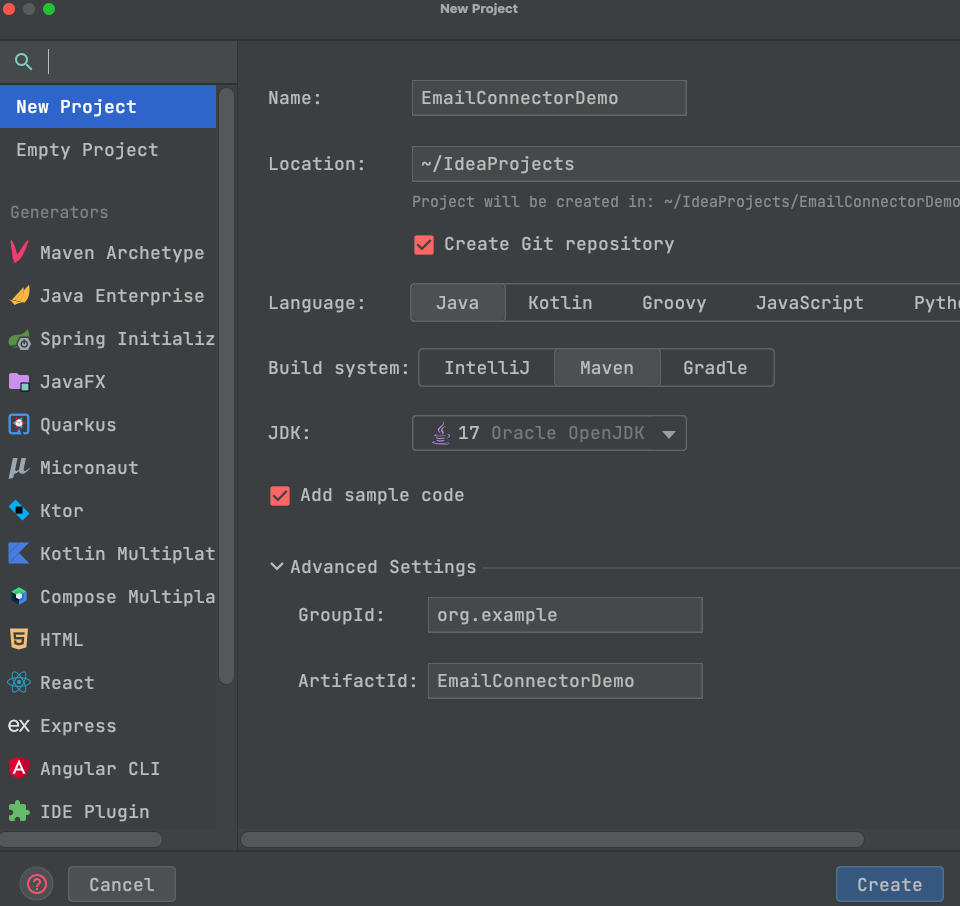 New Project
New Project
Empty Project
Generators
Maven Archetype
Java Enterprise
Spring Initializ
JavaFX
Quarkus
Micronaut
Ktor
Kotlin Multiplat
Compose Multipla
HTML
React
Express
Angular CLI
IDE Plugin
Name: EmailConnectorDemo
Location: ~/IdeaProjects
Project will be created in: ~/IdeaProjects/EmailConnectorDemo
Create Git repository
Language: Java Kotlin Groovy JavaScript Pytho
Build system: IntelliJ Maven Gradle
JDK: 17 Oracle OpenJDK
Add sample code
Advanced Settings
GroupId: org.example
ArtifactId: EmailConnectorDemo
? Cancel Create